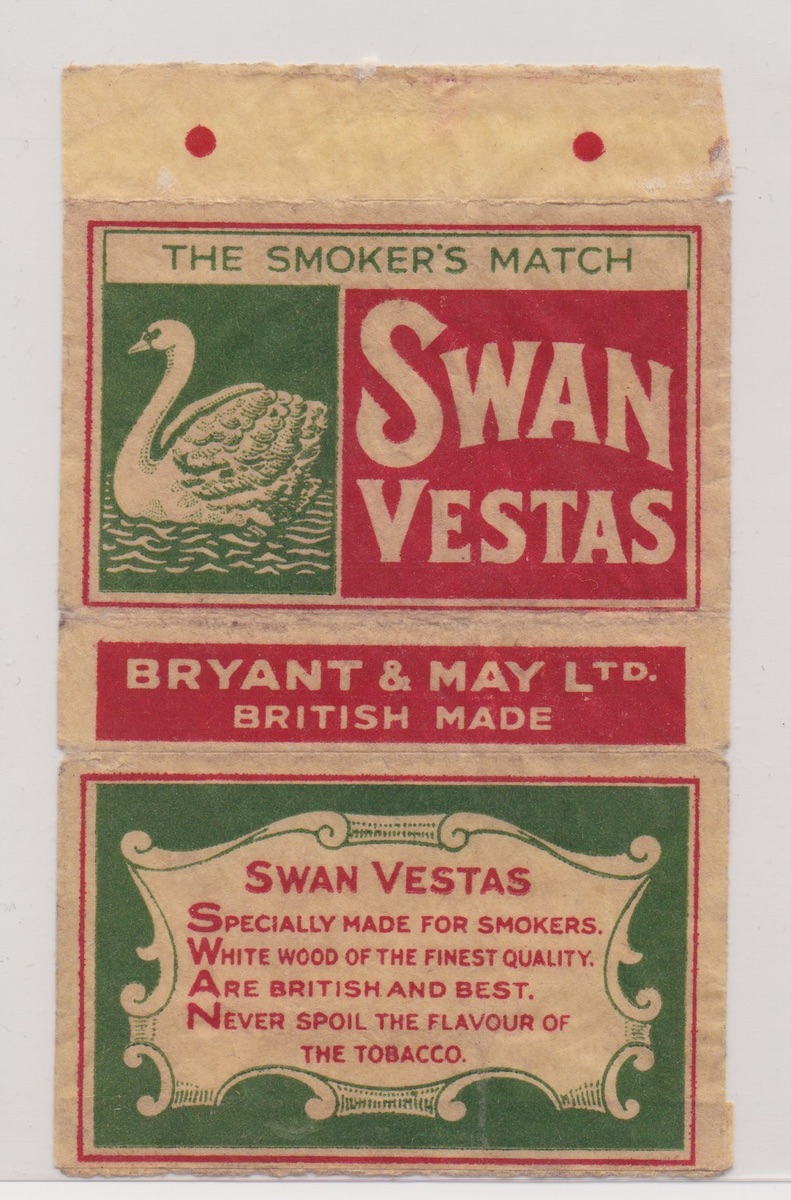 THE SMOKER'S MATCH
SWAN
VESTAS
BRYANT & MAY LTD.
BRITISH MADE
SWAN VESTAS
SPECIALLY MADE FOR SMOKERS.
WHITE WOOD OF THE FINEST QUALITY.
ARE BRITISH AND BEST.
NEVER SPOIL THE FLAVOUR OF
THE TOBACCO.